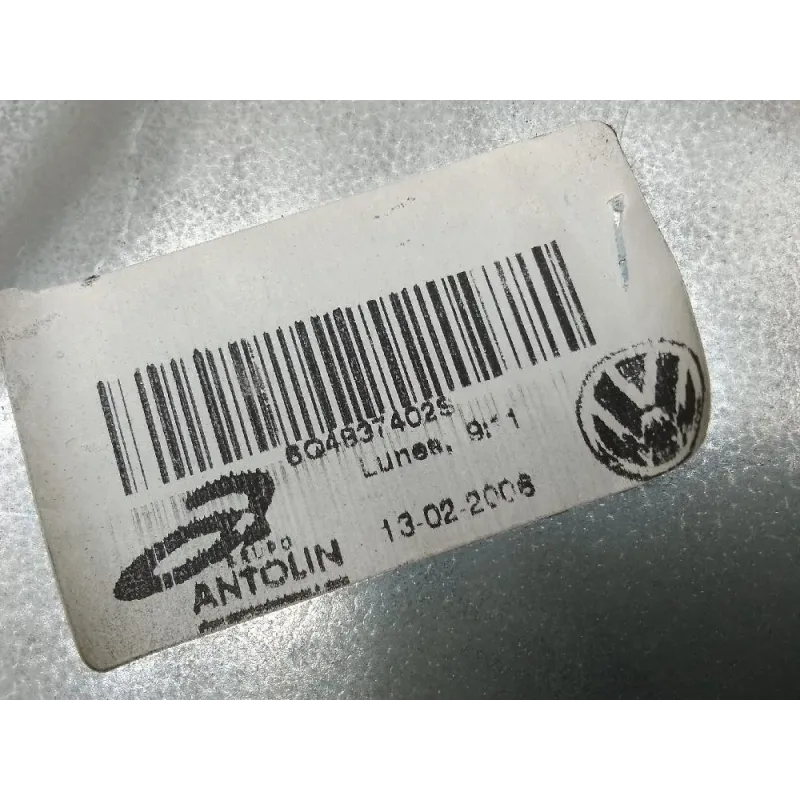 6Q4837402S
Lunes, 9:11
13-02-2006
GRUPO
ANTOLIN